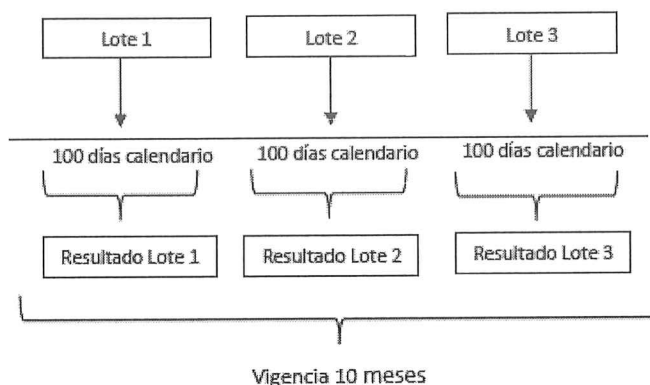 Lote 1 Lote 2 Lote 3
100 días calendario 100 días calendario 100 días calendario
Resultado Lote 1 Resultado Lote 2 Resultado Lote 3
Vigencia 10 meses